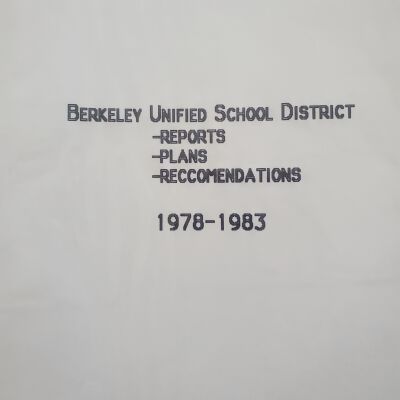 BERKELEY UNIFIED SCHOOL DISTRICT
-REPORTS
-PLANS
-RECCOMENDATIONS
1978-1983